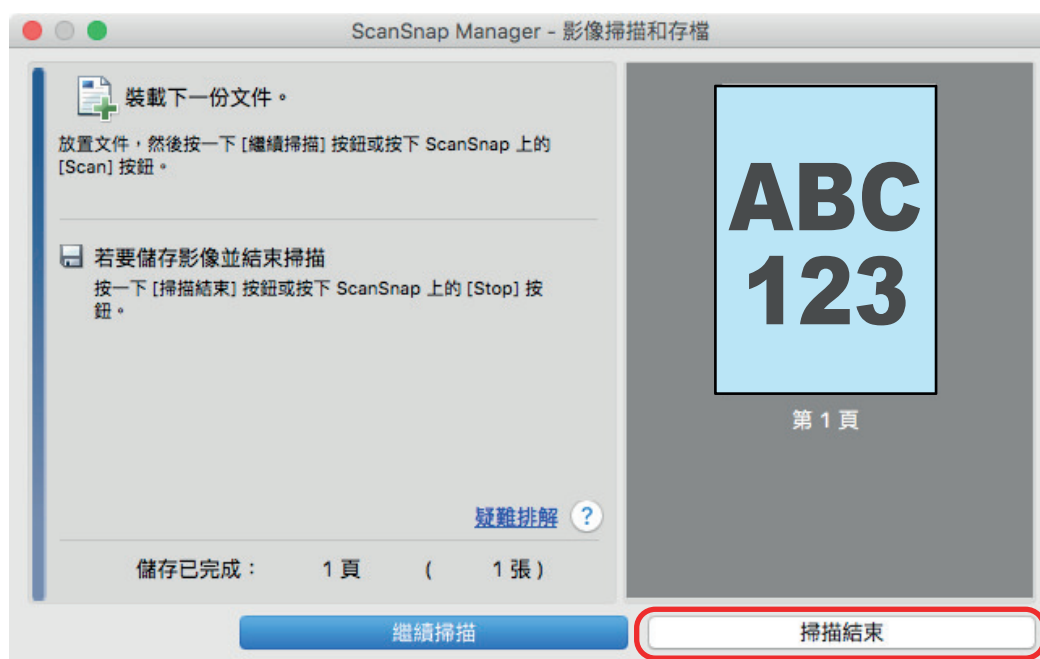 ScanSnap Manager - 影像掃描和存檔
裝載下一份文件。
放置文件，然後按一下 [繼續掃描] 按鈕或按下 ScanSnap 上的
[Scan] 按鈕。
若要儲存影像並結束掃描
按一下 [掃描結束] 按鈕或按下 ScanSnap 上的 [Stop] 按
鈕。
疑難排解 ?
儲存已完成： 1 頁 ( 1 張 )
ABC
123
第 1 頁
繼續掃描
掃描結束